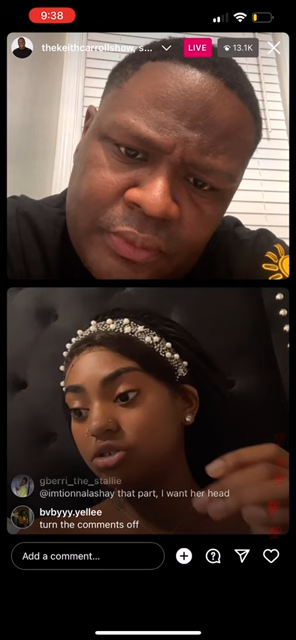 9:38
thekeithcarrollshow, s...
LIVE
13.1K
gberri_the_stallie
@imtionnalashay that part, I want her head
bvbyyy.yellee
turn the comments off
Add a comment...